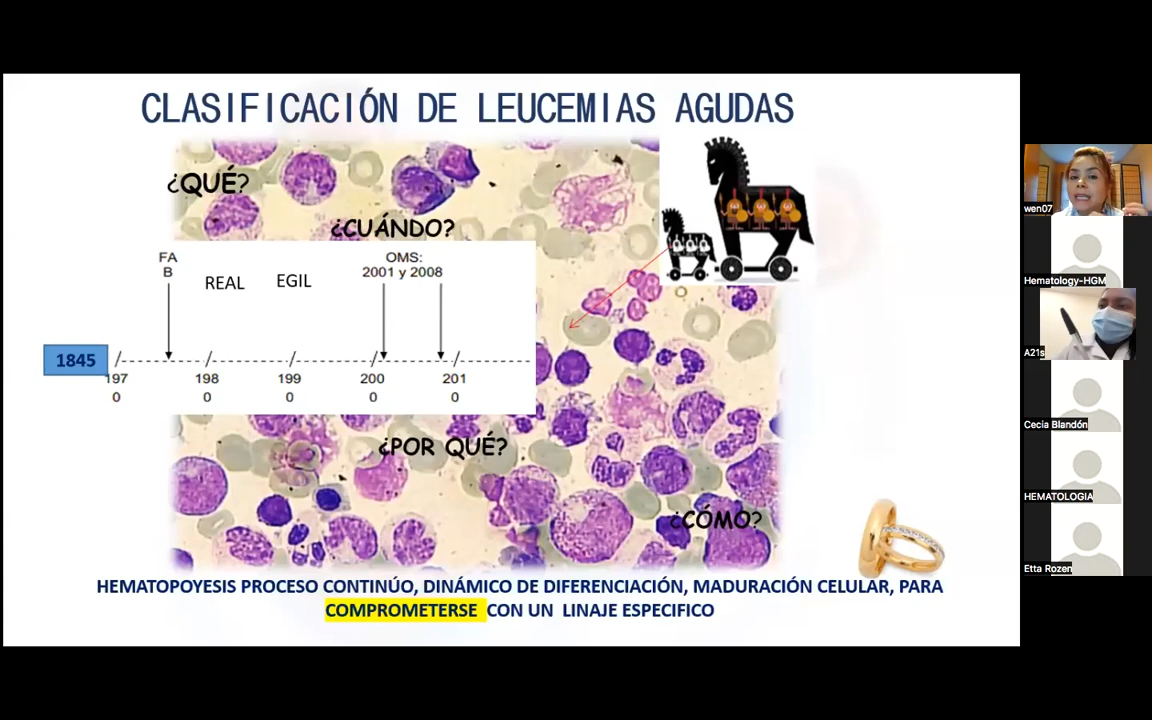 CLASIFICACIÓN DE LEUCEMIAS AGUDAS
¿QUÉ?
¿CUÁNDO?
FA
B
REAL
EGIL
OMS:
2001 y 2008
1845
197
0
198
0
199
0
200
0
201
0
¿POR QUÉ?
¿CÓMO?
HEMATOPOYESIS PROCESO CONTINÚO, DINÁMICO DE DIFERENCIACIÓN, MADURACIÓN CELULAR, PARA
COMPROMETERSE CON UN LINAJE ESPECIFICO
wen07
Hematology-HGM
A21s
Cecia Blandón
HEMATOLOGIA
Etta Rozen